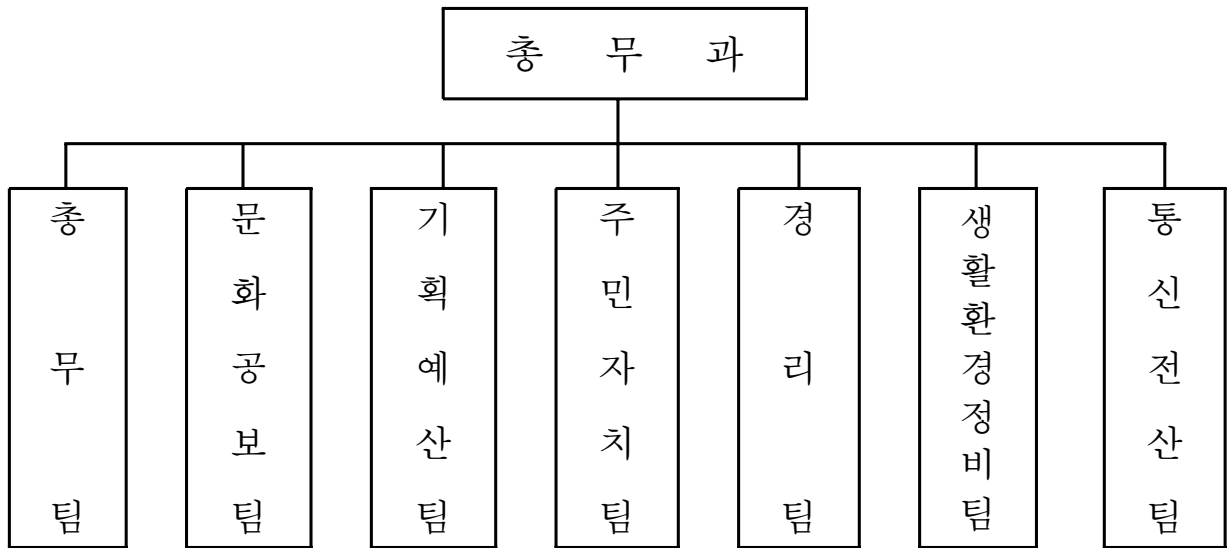 총 무 과
총무팀
문화공보팀
기획예산팀
주민자치팀
경리팀
생활환경정비팀
통신전산팀